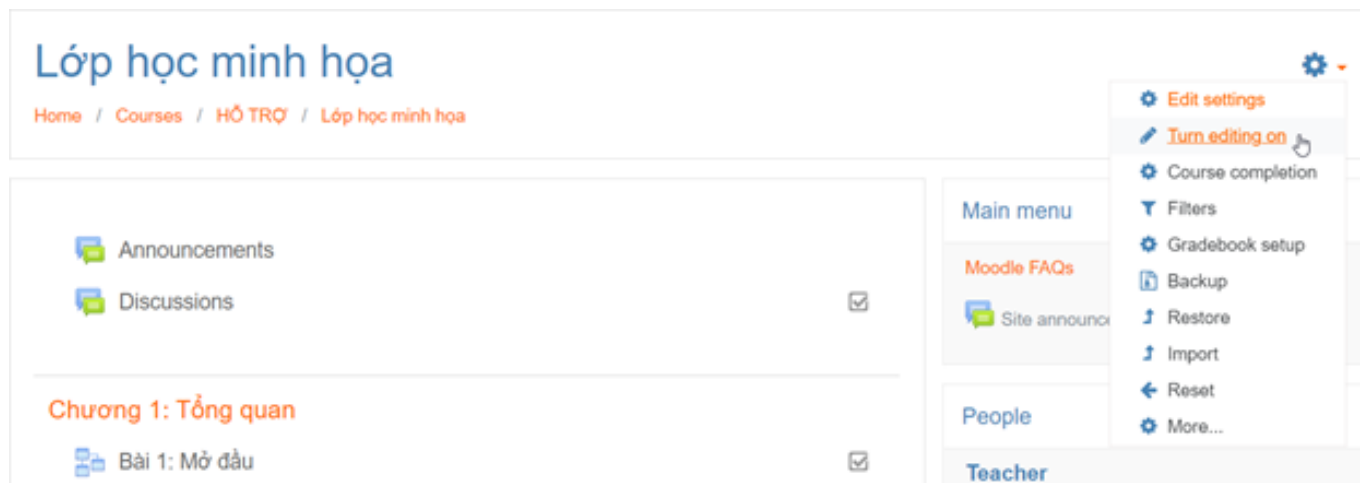 Lớp học minh họa
Home / Courses / HỖ TRỢ / Lớp học minh họa
Edit settings
Turn editing on
Course completion
Filters
Gradebook setup
Backup
Restore
Import
Reset
More...
Announcements
Discussions
Chương 1: Tổng quan
Bài 1: Mở đầu
Main menu
Moodle FAQs
Site announce
People
Teacher